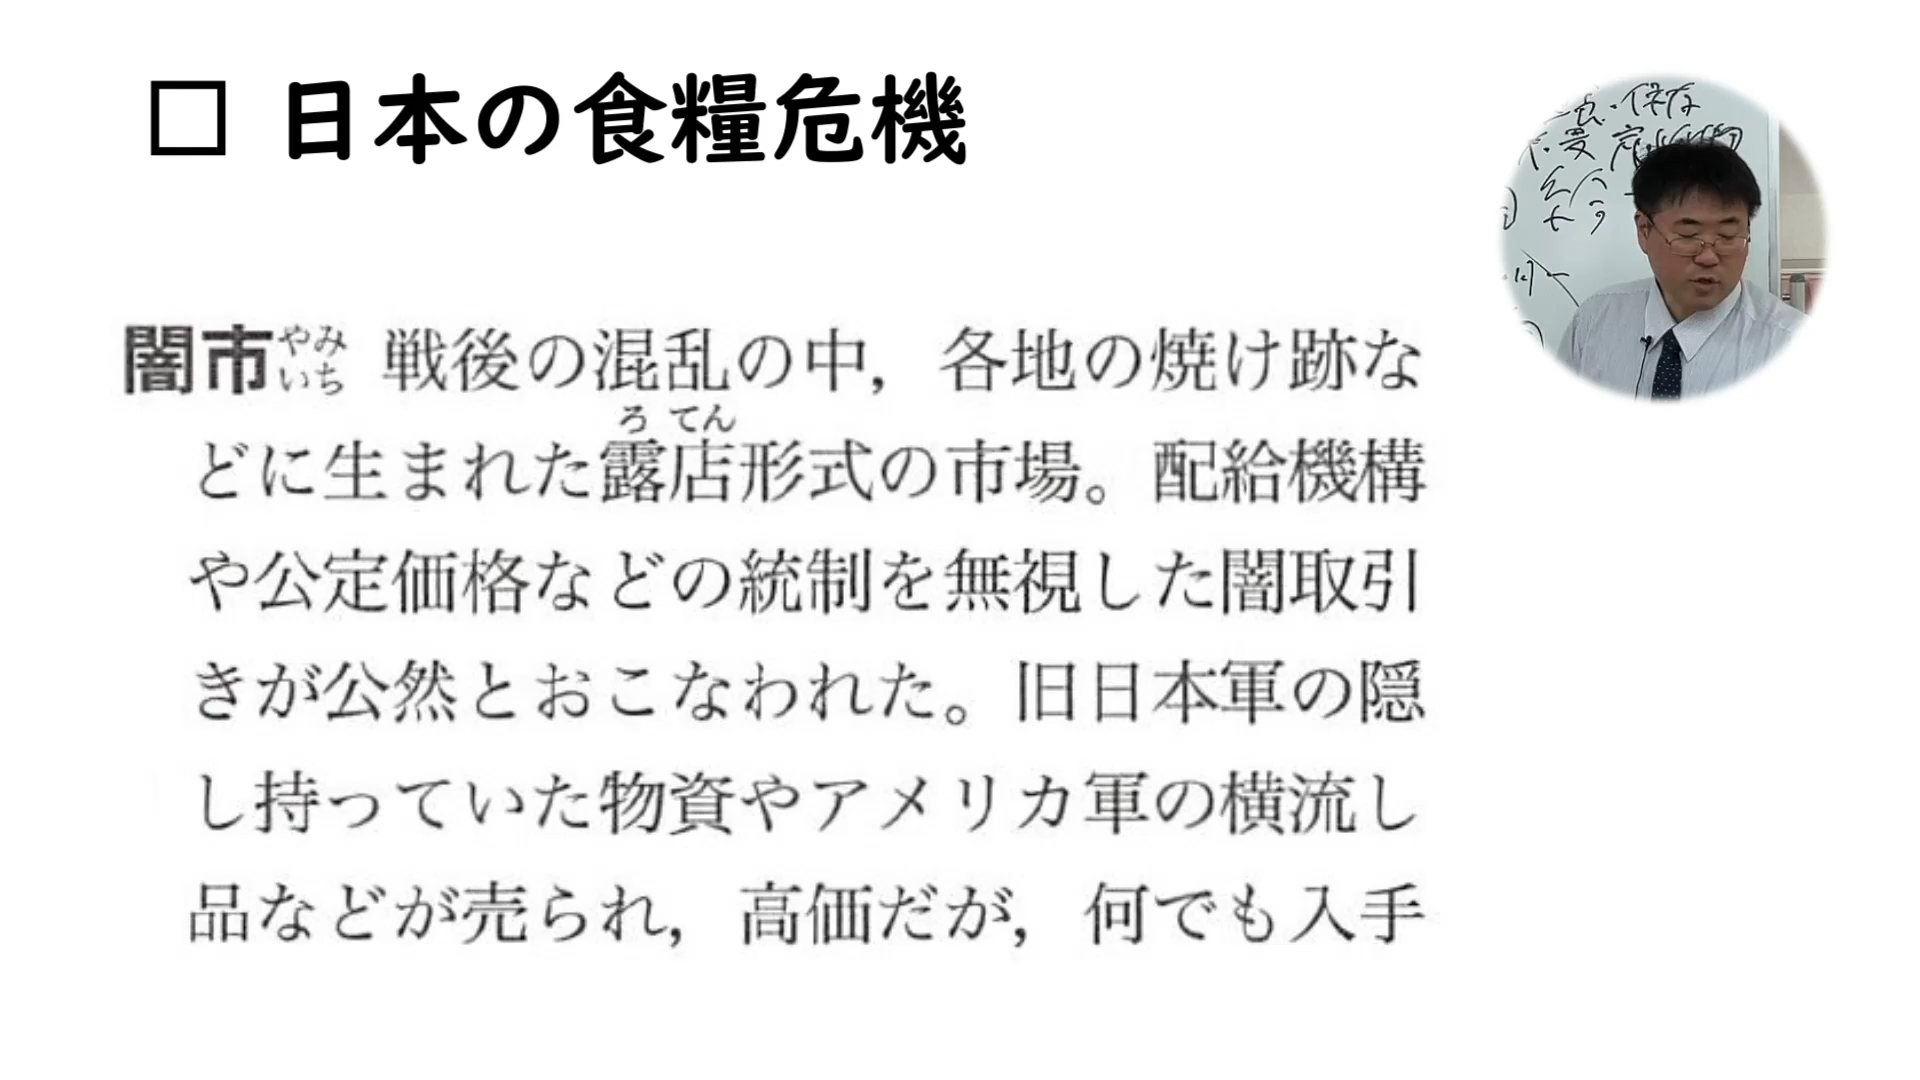 □ 日本の食糧危機
保存
闇市やみいち 戦後の混乱の中，各地の焼け跡な
ろてん
どに生まれた露店形式の市場。配給機構
や公定価格などの統制を無視した闇取引
きが公然とおこなわれた。旧日本軍の隠
し持っていた物資やアメリカ軍の横流し
品などが売られ，高価だが，何でも入手